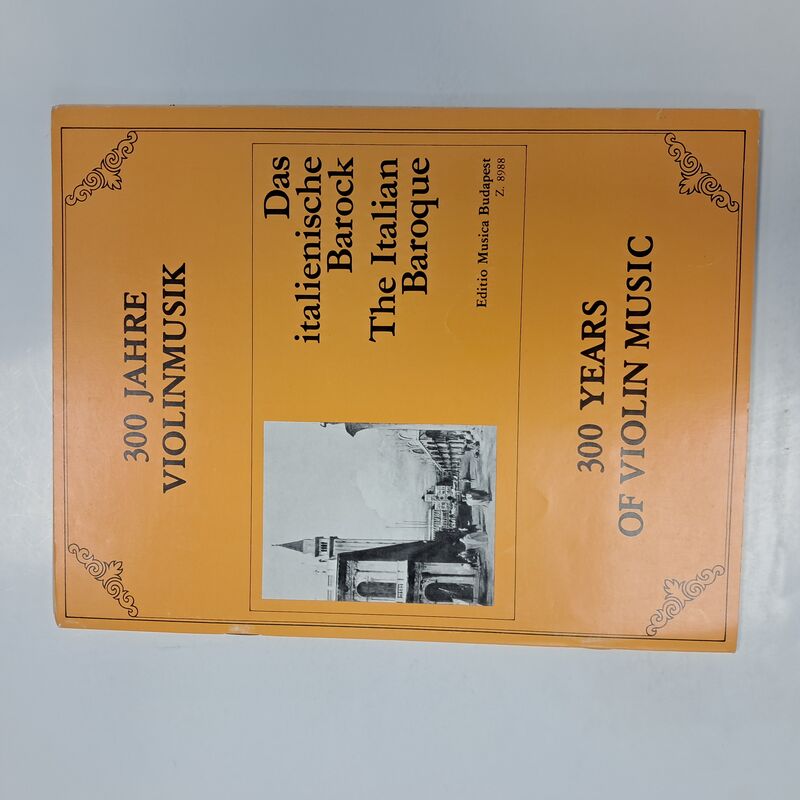 300 JAHRE
VIOLINMUSIK
Das
italienische
Barock
The Italian
Baroque
Editio Musica Budapest
Z. 8988
300 YEARS
OF VIOLIN MUSIC